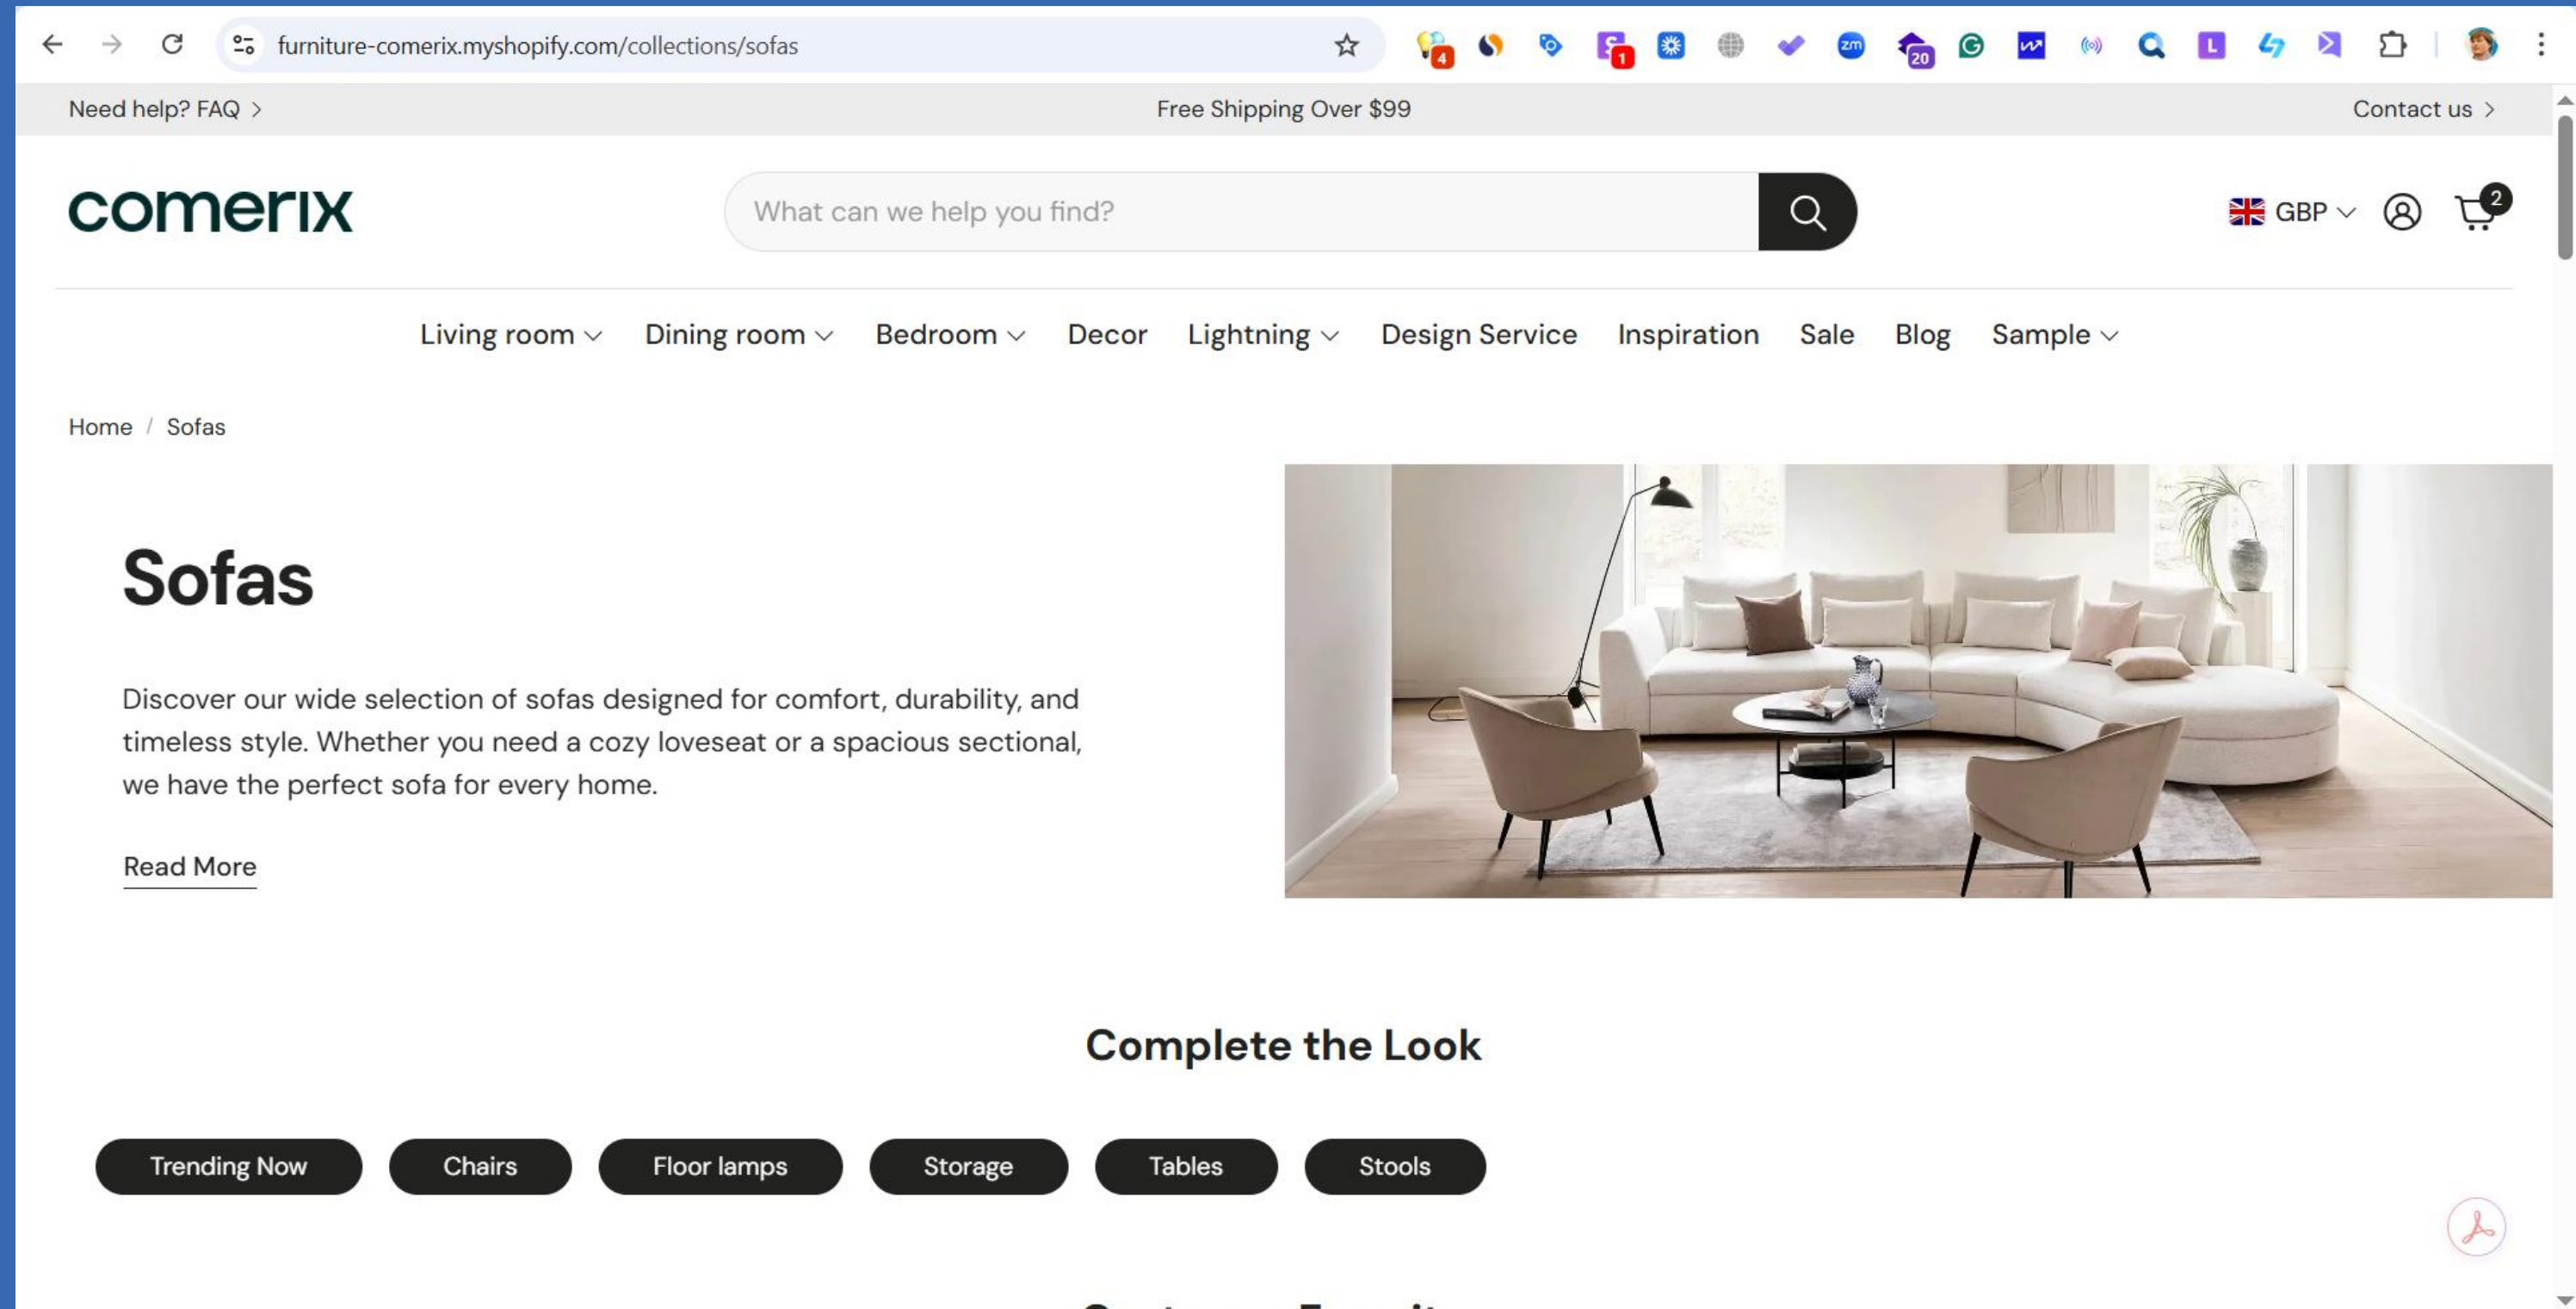 furniture-comerix.myshopify.com/collections/sofas
4
1
zm
20
L
Need help? FAQ
Free Shipping Over $99
Contact us
comerix
What can we help you find?
GBP
2
Living room
Dining room
Bedroom
Decor
Lightning
Design Service
Inspiration
Sale
Blog
Sample
Home / Sofas
Sofas
Discover our wide selection of sofas designed for comfort, durability, and
timeless style. Whether you need a cozy loveseat or a spacious sectional,
we have the perfect sofa for every home.
Read More
Complete the Look
Trending Now
Chairs
Floor lamps
Storage
Tables
Stools